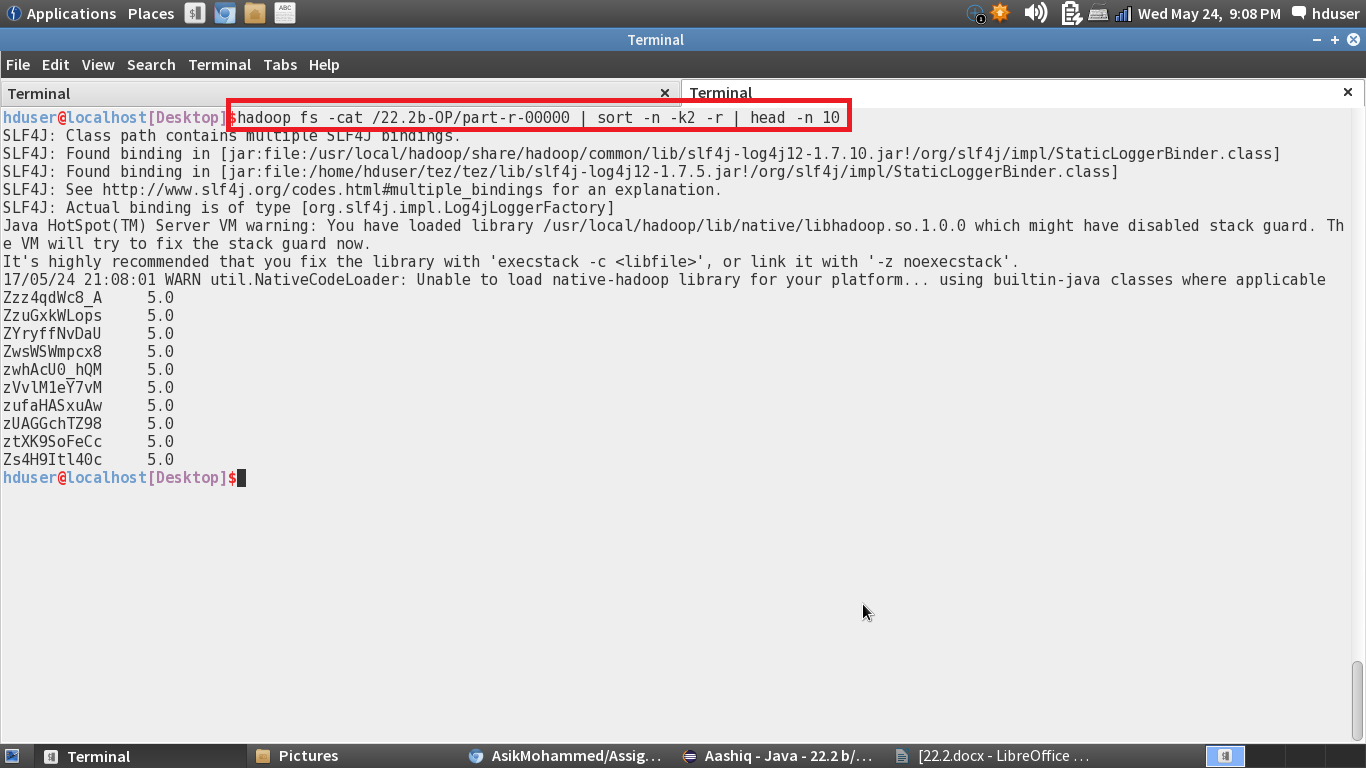 Applications Places Wed May 24, 9:08 PM hduser
Terminal
File Edit View Search Terminal Tabs Help
Terminal Terminal
hduser@localhost[Desktop]$hadoop fs -cat /22.2b-OP/part-r-00000 | sort -n -k2 -r | head -n 10
SLF4J: Class path contains multiple SLF4J bindings.
SLF4J: Found binding in [jar:file:/usr/local/hadoop/share/hadoop/common/lib/slf4j-log4j12-1.7.10.jar!/org/slf4j/impl/StaticLoggerBinder.class]
SLF4J: Found binding in [jar:file:/home/hduser/tez/tez/lib/slf4j-log4j12-1.7.5.jar!/org/slf4j/impl/StaticLoggerBinder.class]
SLF4J: See http://www.slf4j.org/codes.html#multiple_bindings for an explanation.
SLF4J: Actual binding is of type [org.slf4j.impl.Log4jLoggerFactory]
Java HotSpot(TM) Server VM warning: You have loaded library /usr/local/hadoop/lib/native/libhadoop.so.1.0.0 which might have disabled stack guard. Th
e VM will try to fix the stack guard now.
It's highly recommended that you fix the library with 'execstack -c <libfile>', or link it with '-z noexecstack'.
17/05/24 21:08:01 WARN util.NativeCodeLoader: Unable to load native-hadoop library for your platform... using builtin-java classes where applicable
Zzz4qdWc8_A 5.0
ZzuGxkWLops 5.0
ZYryffNvDaU 5.0
ZwsWSWmpcx8 5.0
zwhAcU0_hQM 5.0
zVvlM1eY7vM 5.0
zufaHASxuAw 5.0
zUAGGchTZ98 5.0
ztXK9SoFeCc 5.0
Zs4H9Itl40c 5.0
hduser@localhost[Desktop]$
Terminal Pictures AsikMohammed/Assig... Aashiq - Java - 22.2 b/... [22.2.docx - LibreOffice ...